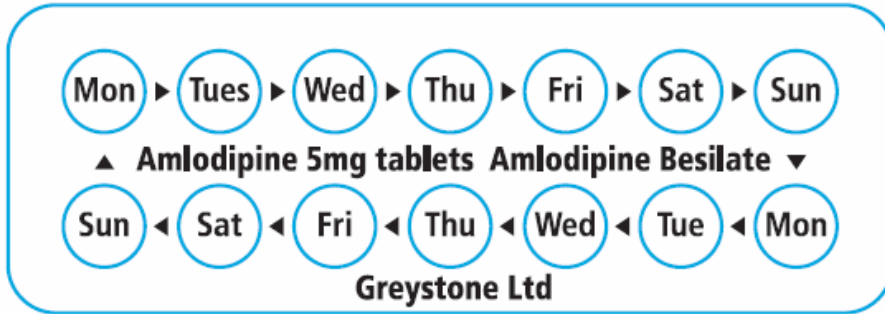 Mon ▸ Tues ▸ Wed ▸ Thu ▸ Fri ▸ Sat ▸ Sun
▴ Amlodipine 5mg tablets Amlodipine Besilate ▾
Sun ◂ Sat ◂ Fri ◂ Thu ◂ Wed ◂ Tue ◂ Mon
Greystone Ltd